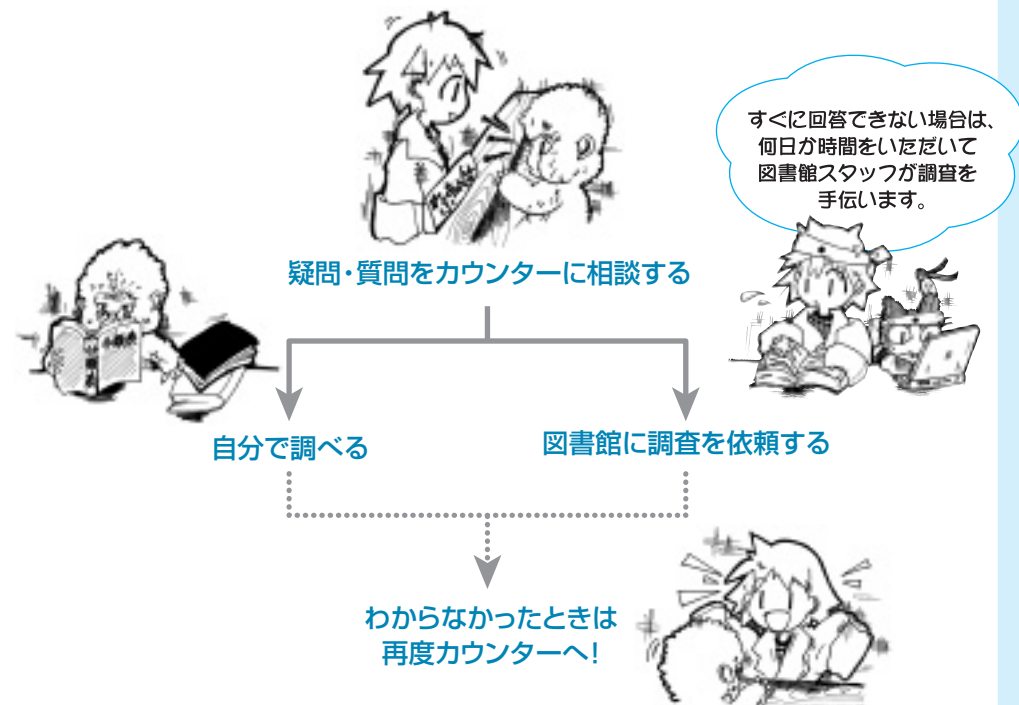 すぐに回答できない場合は、
何日か時間をいただいて
図書館スタッフが調査を
手伝います。
疑問・質問をカウンターに相談する
自分で調べる
図書館に調査を依頼する
わからなかったときは
再度カウンターへ!